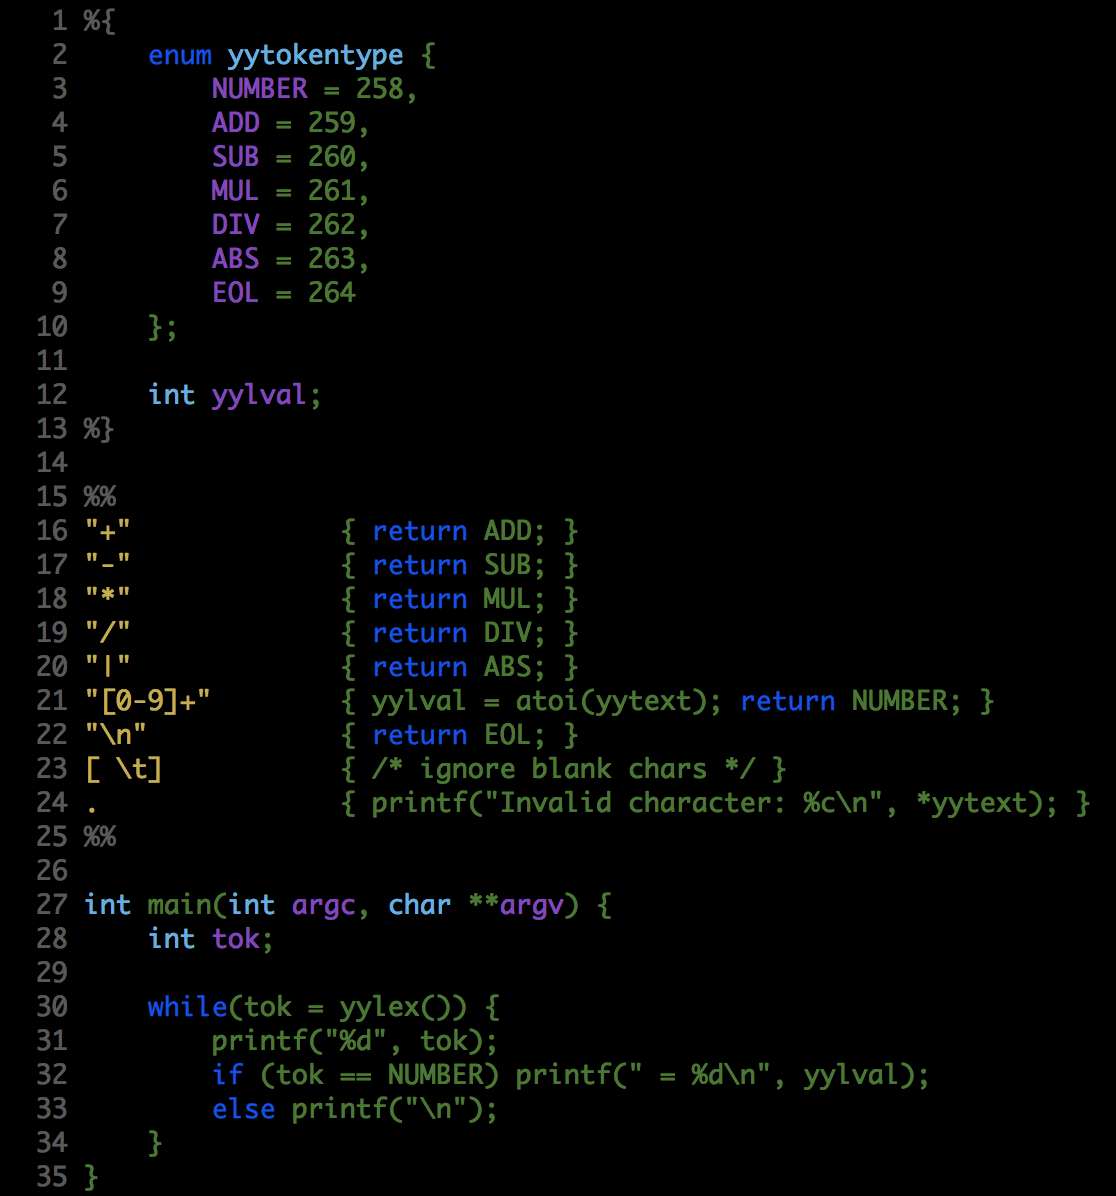 1 %{
2     enum yytokentype {
3         NUMBER = 258,
4         ADD = 259,
5         SUB = 260,
6         MUL = 261,
7         DIV = 262,
8         ABS = 263,
9         EOL = 264
10     };
11
12     int yylval;
13 %}
14
15 %%
16 "+"             { return ADD; }
17 "-"             { return SUB; }
18 "*"             { return MUL; }
19 "/"             { return DIV; }
20 "|"             { return ABS; }
21 "[0-9]+"        { yylval = atoi(yytext); return NUMBER; }
22 "\n"            { return EOL; }
23 [ \t]           { /* ignore blank chars */ }
24 .               { printf("Invalid character: %c\n", *yytext); }
25 %%
26
27 int main(int argc, char **argv) {
28     int tok;
29
30     while(tok = yylex()) {
31         printf("%d", tok);
32         if (tok == NUMBER) printf(" = %d\n", yylval);
33         else printf("\n");
34     }
35 }